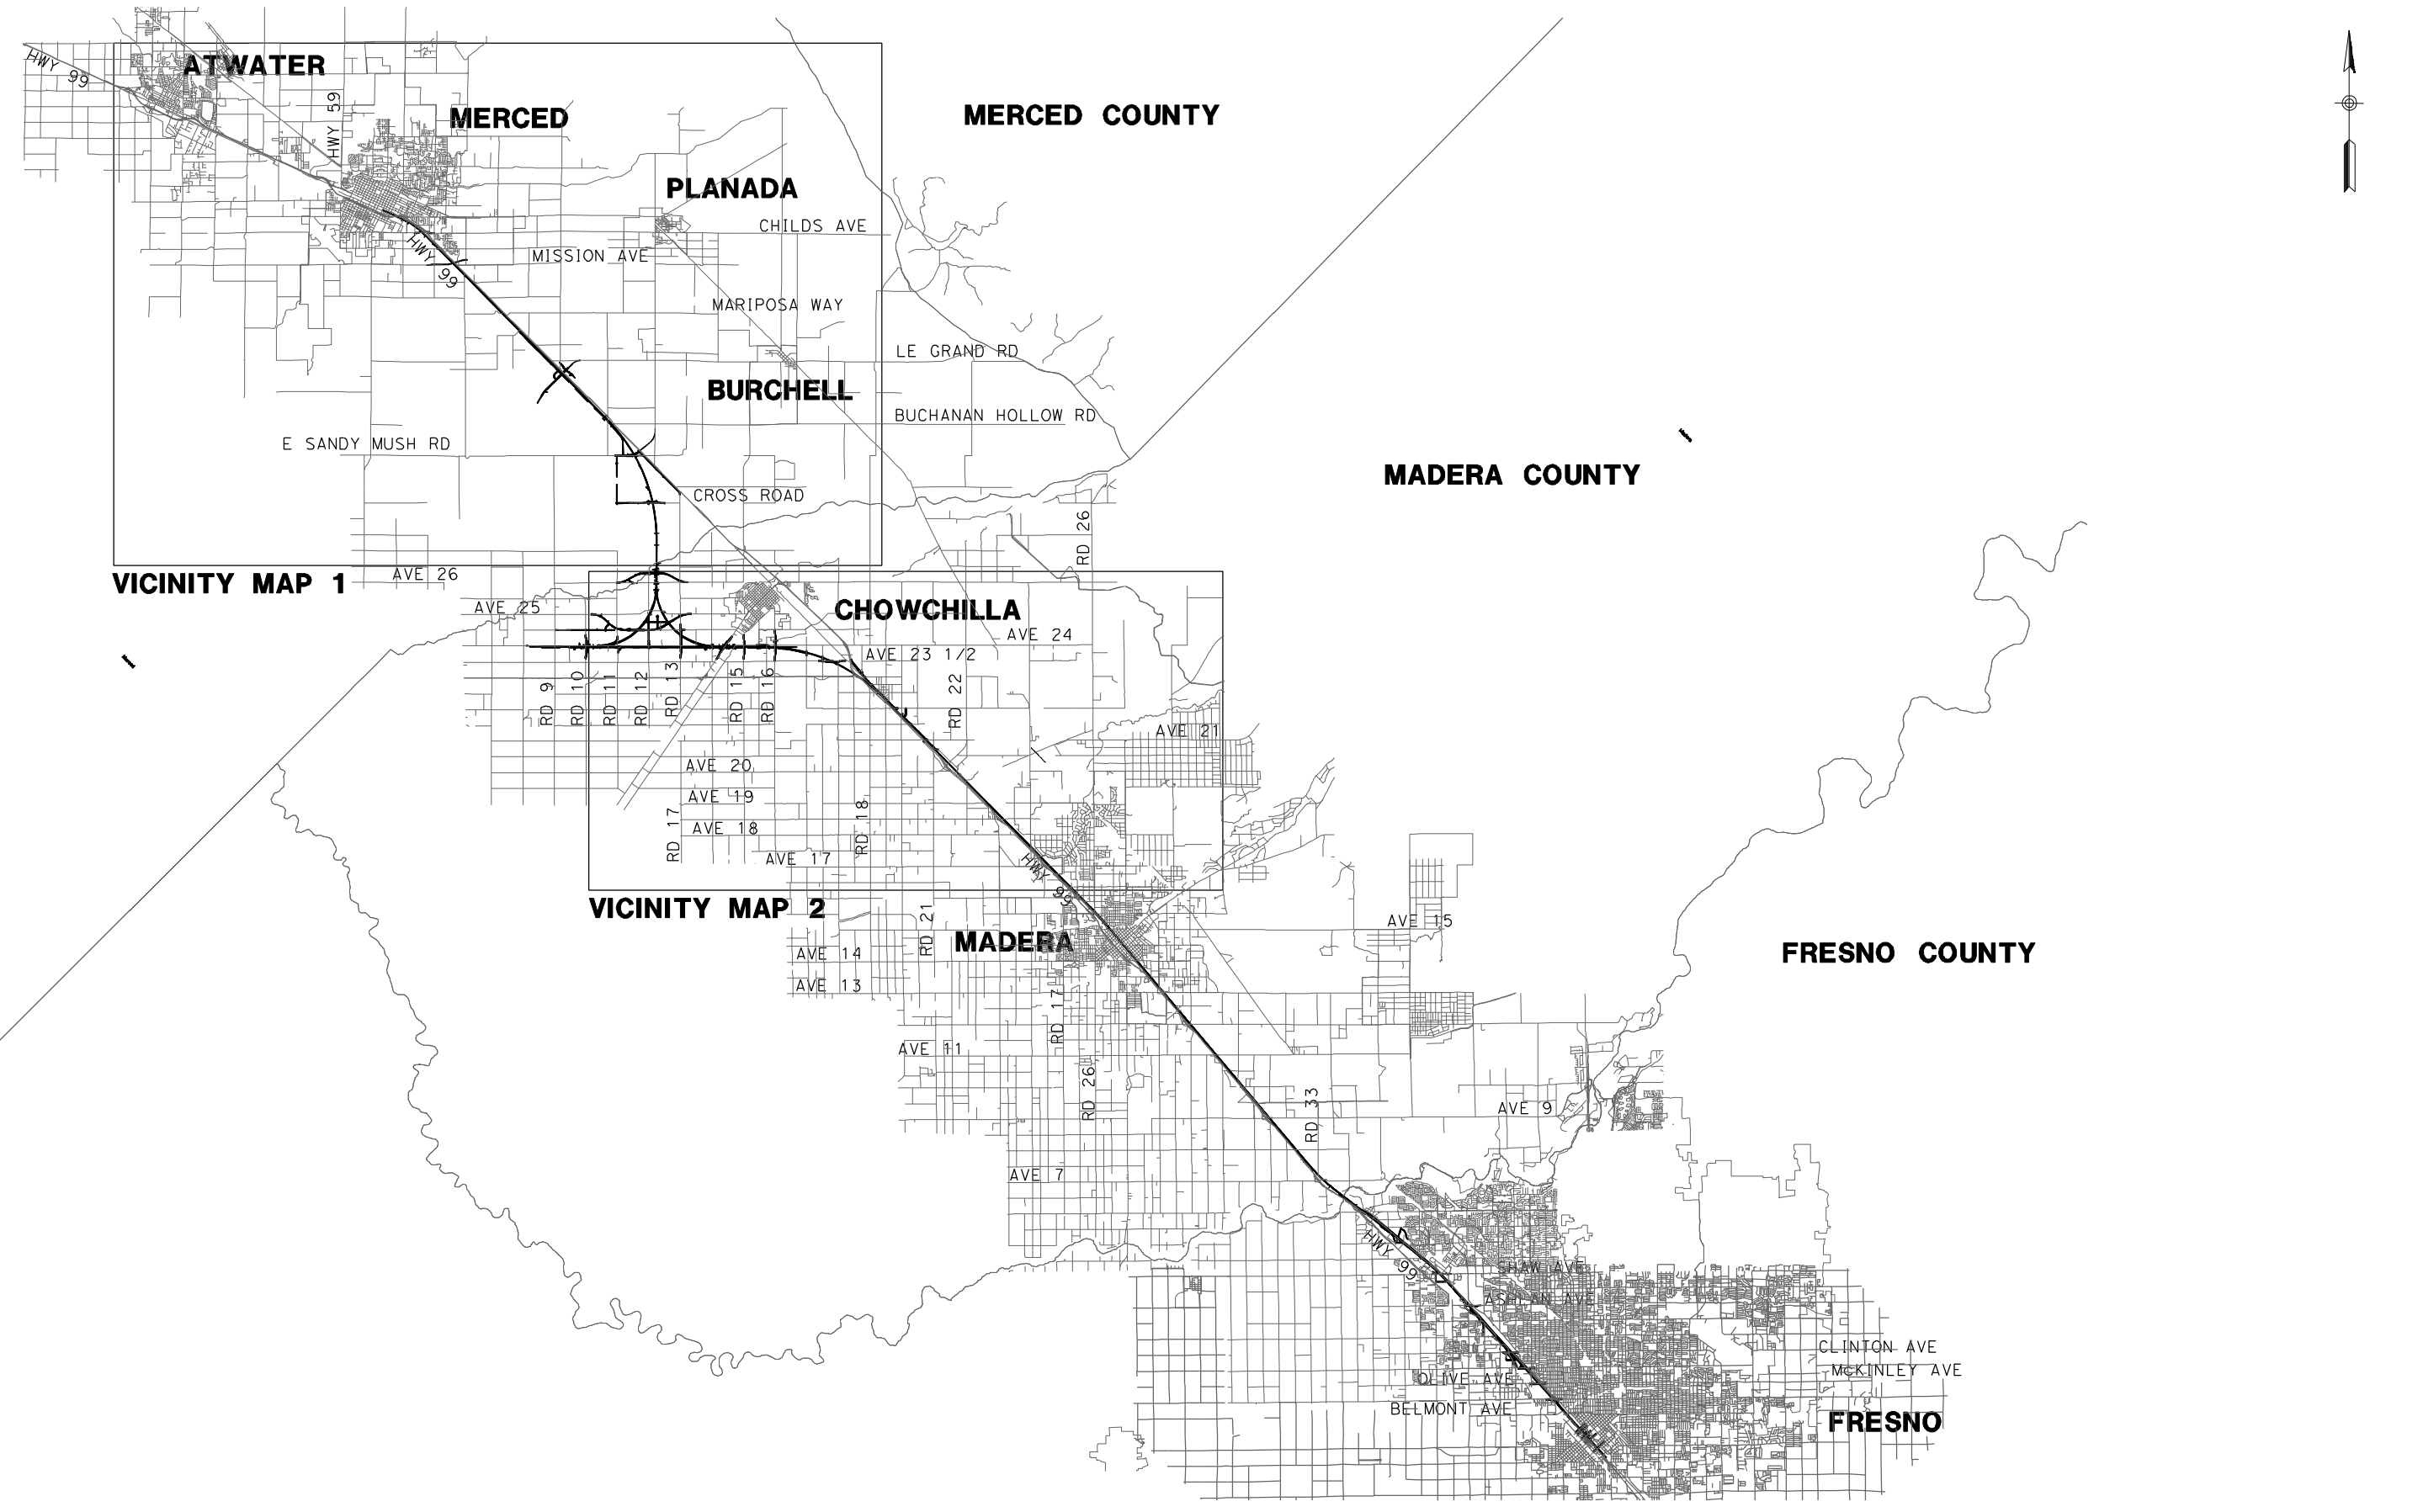 HWY 99
ATWATER
HWY 59
MERCED
MERCED COUNTY
PLANADA
CHILDS AVE
HWY 99
MISSION AVE
MARIPOSA WAY
LE GRAND RD
BURCHELL
BUCHANAN HOLLOW RD
E SANDY MUSH RD
MADERA COUNTY
CROSS ROAD
RD 26
VICINITY MAP 1
AVE 26
AVE 25
CHOWCHILLA
AVE 24
AVE 23 1/2
RD 9
RD 10
RD 11
RD 12
RD 13
RD 15
RD 16
RD 22
AVE 21
AVE 20
AVE 19
AVE 18
RD 17
RD 18
AVE 17
HWY 99
VICINITY MAP 2
RD 21
AVE 15
MADERA
AVE 14
FRESNO COUNTY
AVE 13
RD 17
AVE 11
RD 26
RD 33
AVE 9
AVE 7
HWY 99
SHAW AVE
ASHLAN AVE
CLINTON AVE
McKINLEY AVE
OLIVE AVE
BELMONT AVE
FRESNO